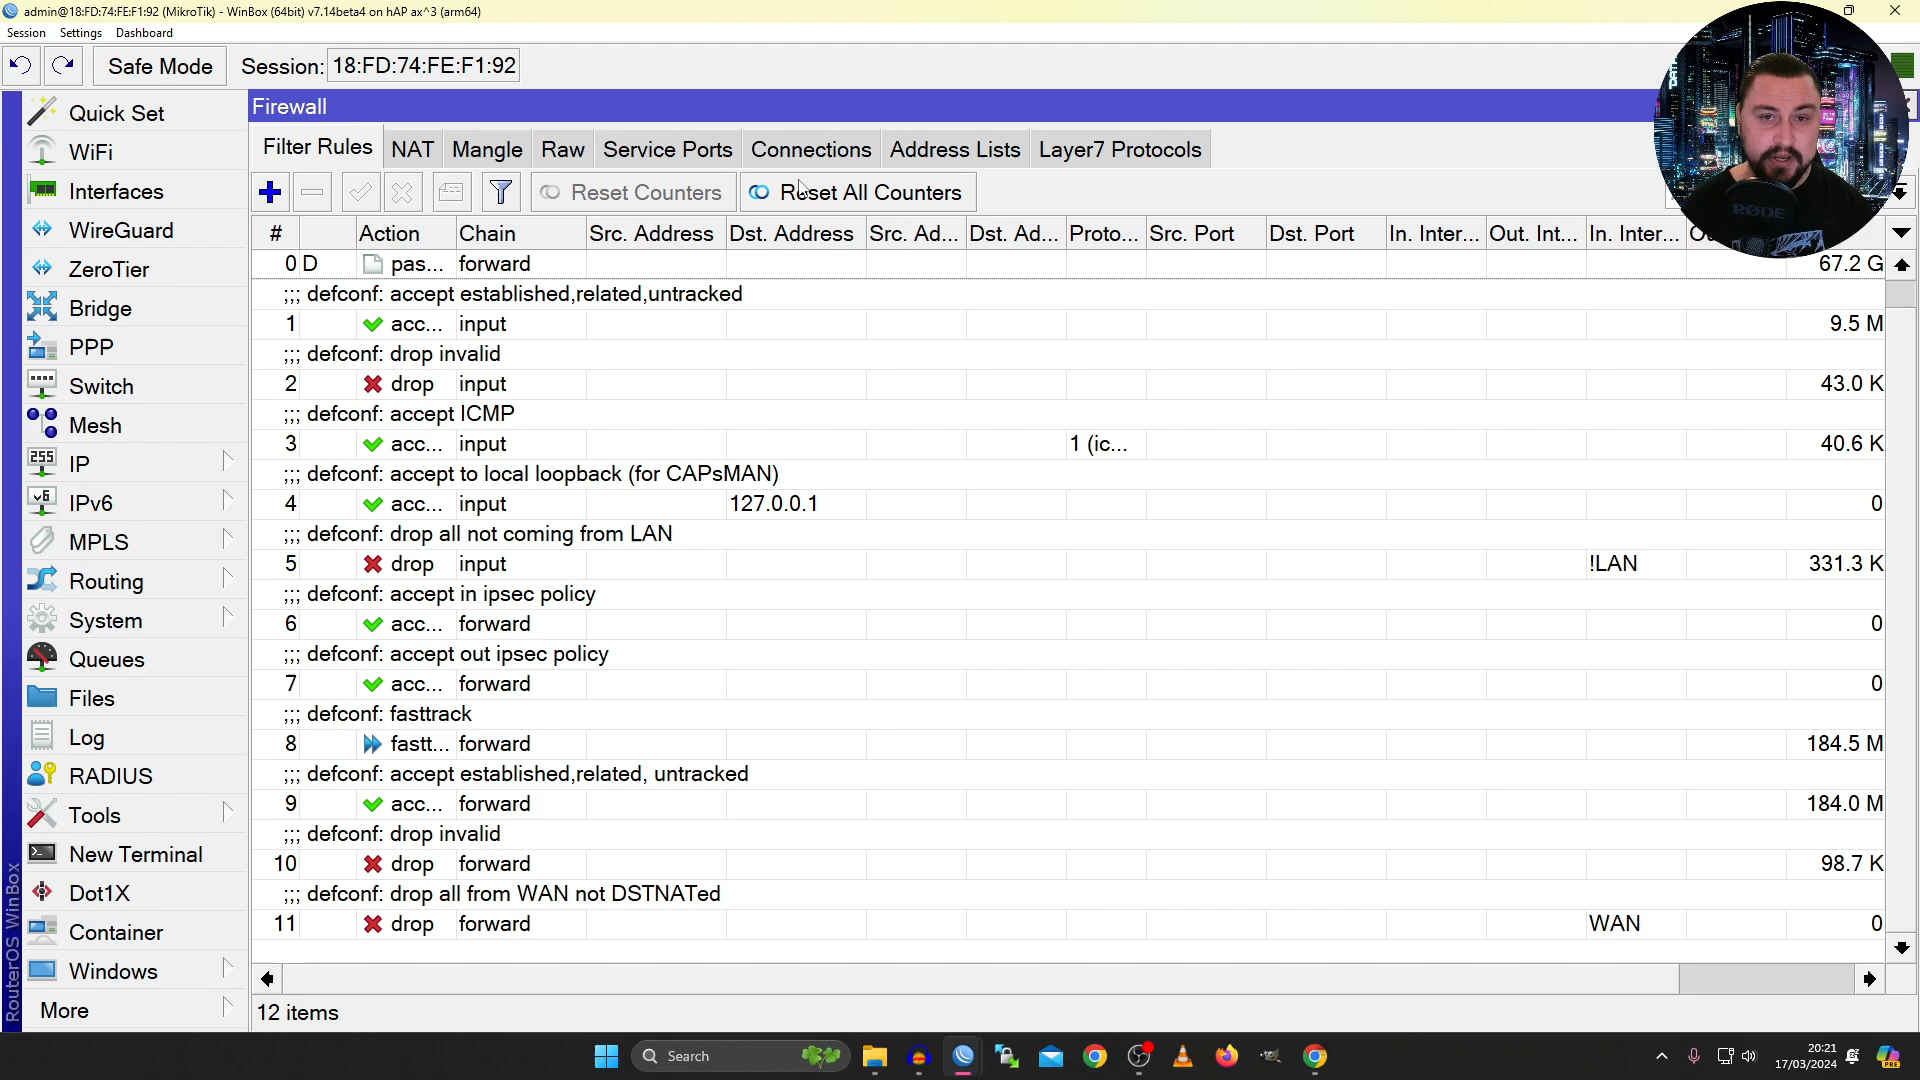 admin@18:FD:74:FE:F1:92 (MikroTik) - WinBox (64bit) v7.14beta4 on hAP ax^3 (arm64)
Session Settings Dashboard
Safe Mode Session: 18:FD:74:FE:F1:92
Quick Set
WiFi
Interfaces
WireGuard
ZeroTier
Bridge
PPP
Switch
Mesh
255 IP
v6 IPv6
MPLS
Routing
System
Queues
Files
Log
RADIUS
Tools
New Terminal
Dot1X
Container
Windows
More
RouterOS WinBox
Firewall
Filter Rules NAT Mangle Raw Service Ports Connections Address Lists Layer7 Protocols
Reset Counters Reset All Counters
# Action Chain Src. Address Dst. Address Src. Ad... Dst. Ad... Proto... Src. Port Dst. Port In. Inter... Out. Int... In. Inter...
0 D pas... forward 67.2 G
;;; defconf: accept established,related,untracked
1 acc... input 9.5 M
;;; defconf: drop invalid
2 drop input 43.0 K
;;; defconf: accept ICMP
3 acc... input 1 (ic... 40.6 K
;;; defconf: accept to local loopback (for CAPsMAN)
4 acc... input 127.0.0.1 0
;;; defconf: drop all not coming from LAN
5 drop input !LAN 331.3 K
;;; defconf: accept in ipsec policy
6 acc... forward 0
;;; defconf: accept out ipsec policy
7 acc... forward 0
;;; defconf: fasttrack
8 fastt... forward 184.5 M
;;; defconf: accept established,related, untracked
9 acc... forward 184.0 M
;;; defconf: drop invalid
10 drop forward 98.7 K
;;; defconf: drop all from WAN not DSTNATed
11 drop forward WAN 0
12 items
RØDE
Search
20:21
17/03/2024
PRE